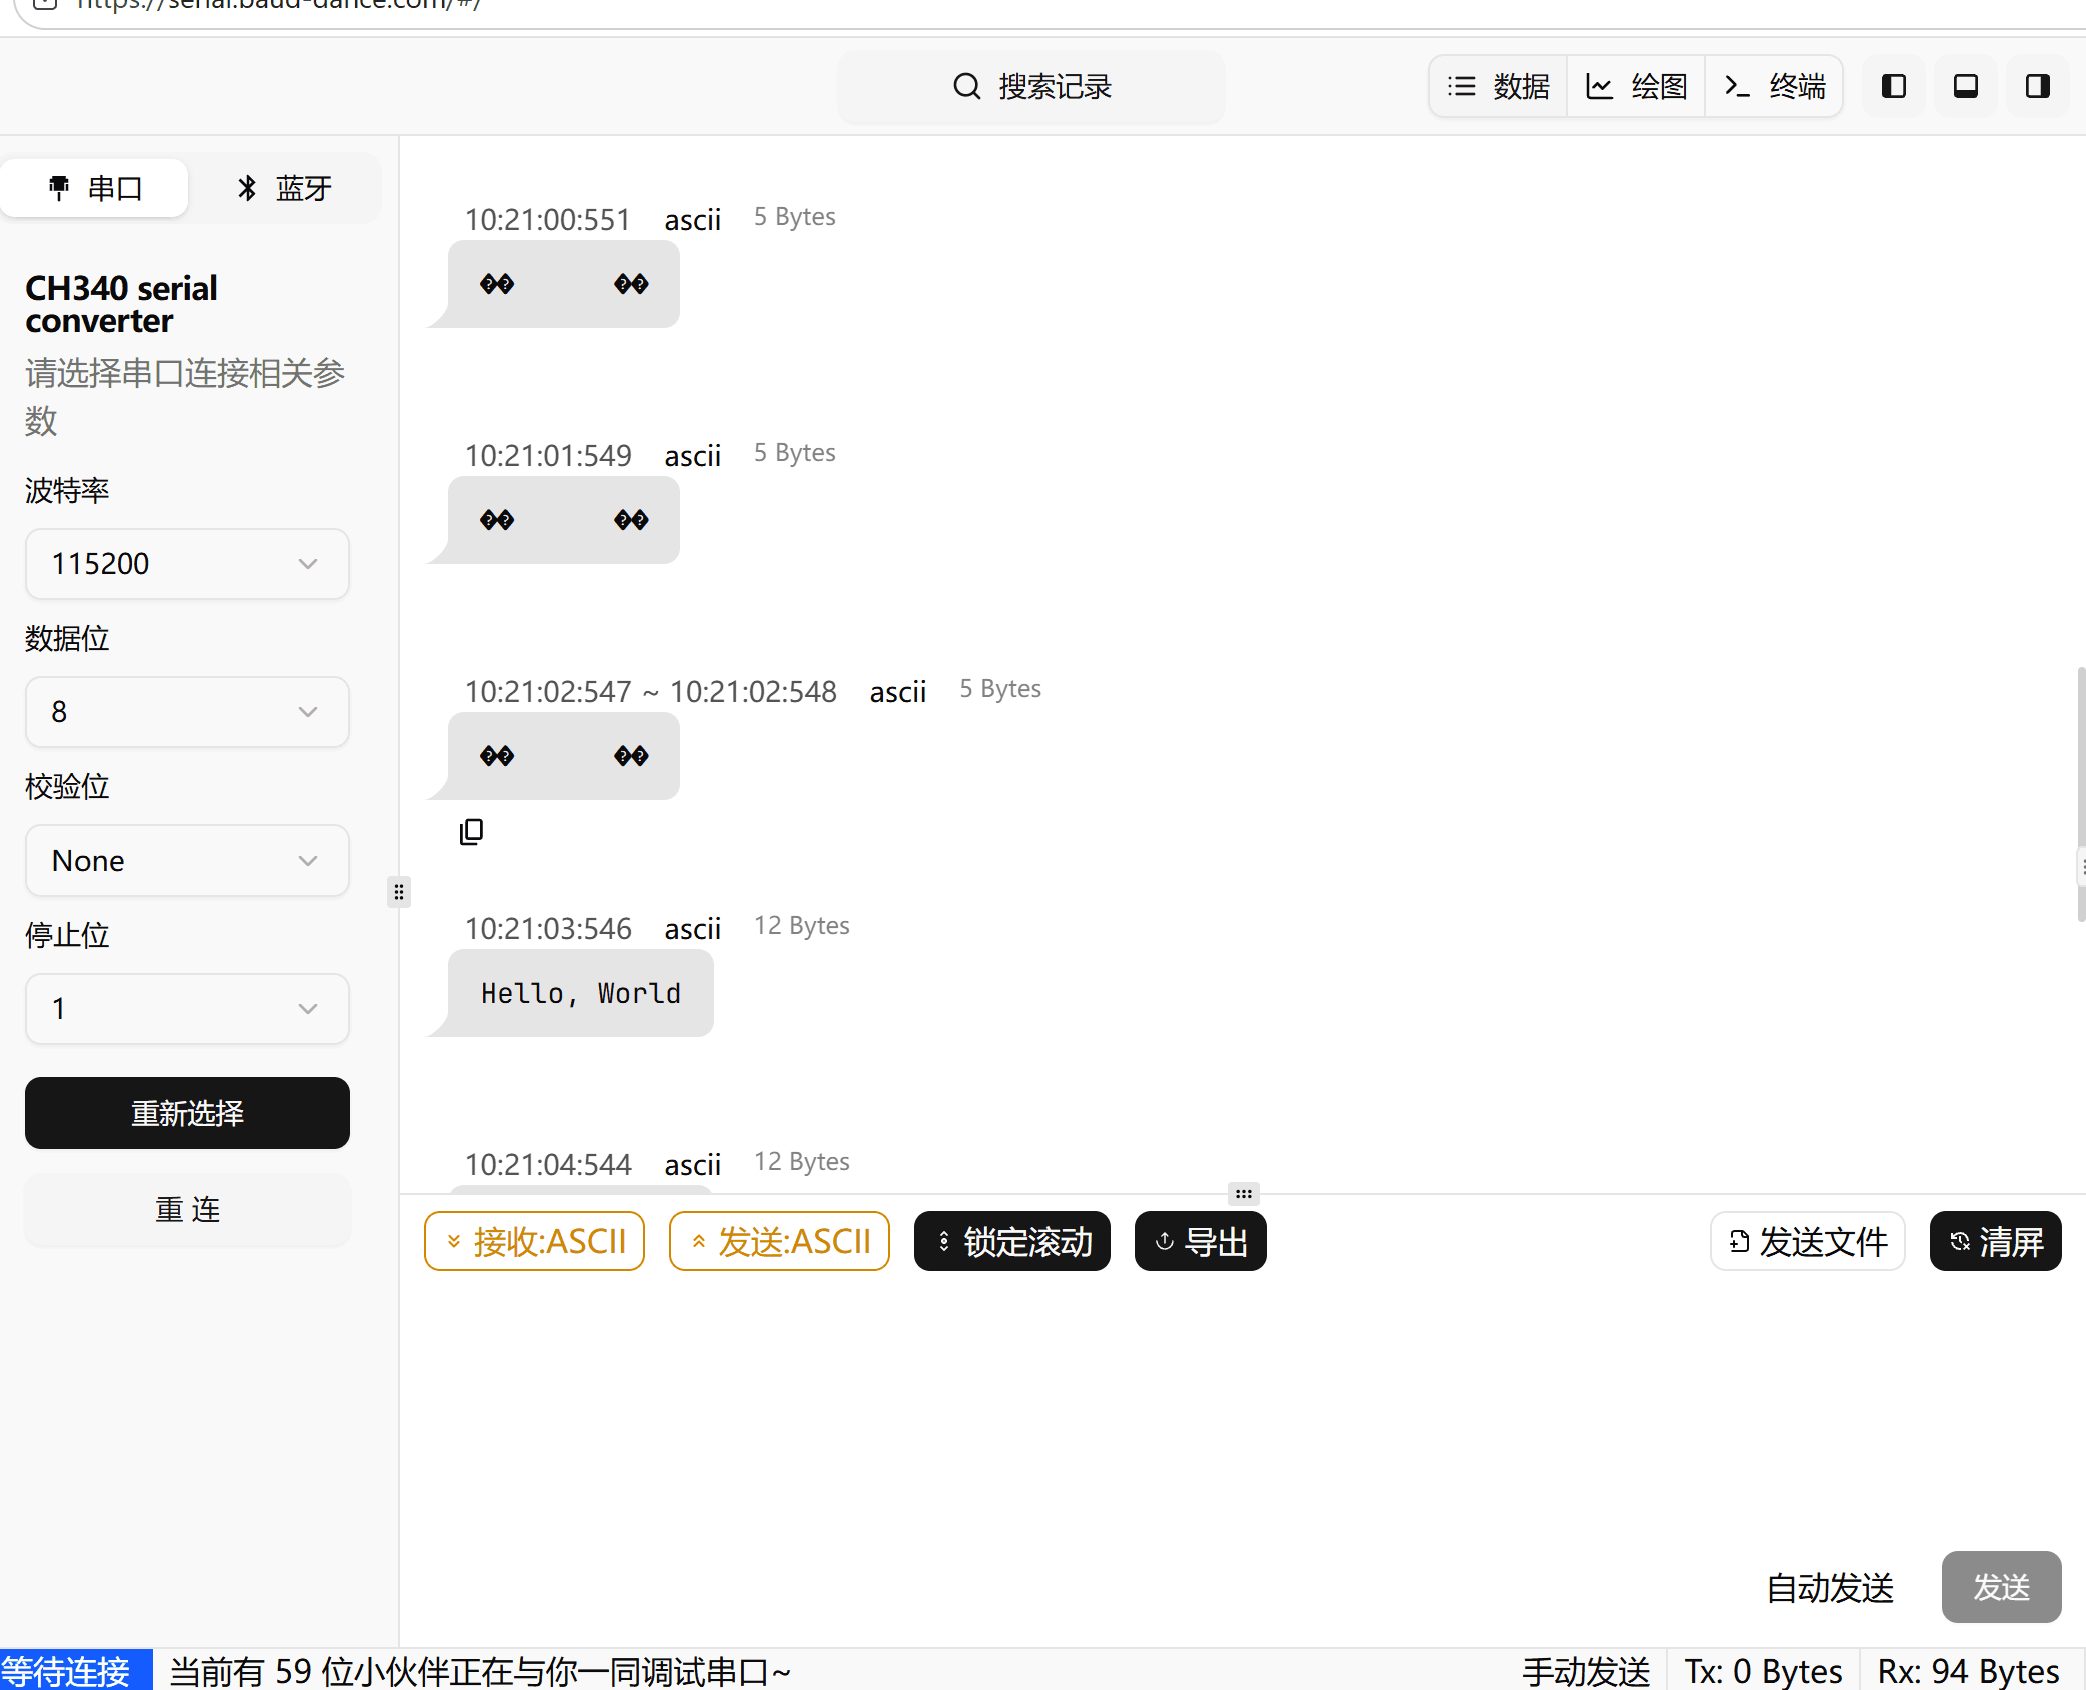 https://serial.baud-dance.com/#/
搜索记录
数据
绘图
终端
串口
蓝牙
CH340 serial
converter
请选择串口连接相关参
数
波特率
115200
数据位
8
校验位
None
停止位
1
重新选择
重 连
10:21:00:551 ascii 5 Bytes
�� ��
10:21:01:549 ascii 5 Bytes
�� ��
10:21:02:547 ~ 10:21:02:548 ascii 5 Bytes
�� ��
10:21:03:546 ascii 12 Bytes
Hello, World
10:21:04:544 ascii 12 Bytes
接收:ASCII
发送:ASCII
锁定滚动
导出
发送文件
清屏
自动发送
发送
等待连接
当前有 59 位小伙伴正在与你一同调试串口~
手动发送
Tx: 0 Bytes
Rx: 94 Bytes